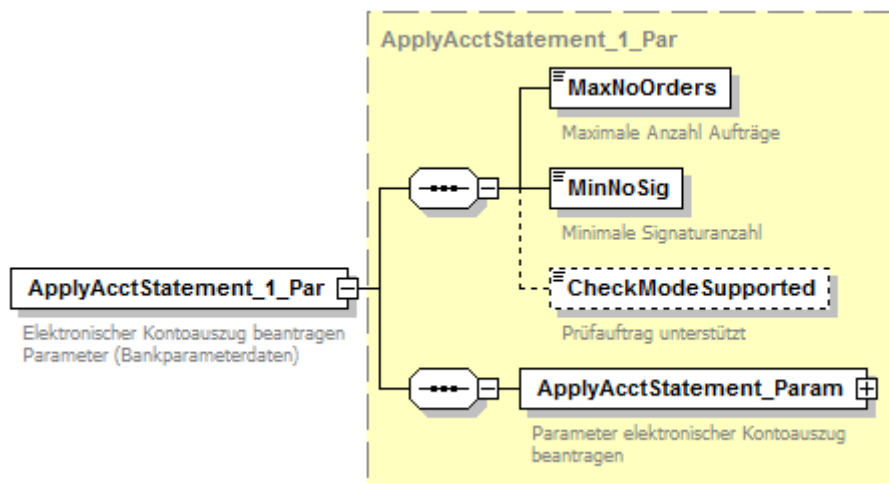 ApplyAcctStatement_1_Par
MaxNoOrders
Maximale Anzahl Aufträge
MinNoSig
Minimale Signaturanzahl
CheckModeSupported
Prüfauftrag unterstützt
ApplyAcctStatement_1_Par
Elektronischer Kontoauszug beantragen
Parameter (Bankparameterdaten)
ApplyAcctStatement_Param
Parameter elektronischer Kontoauszug
beantragen